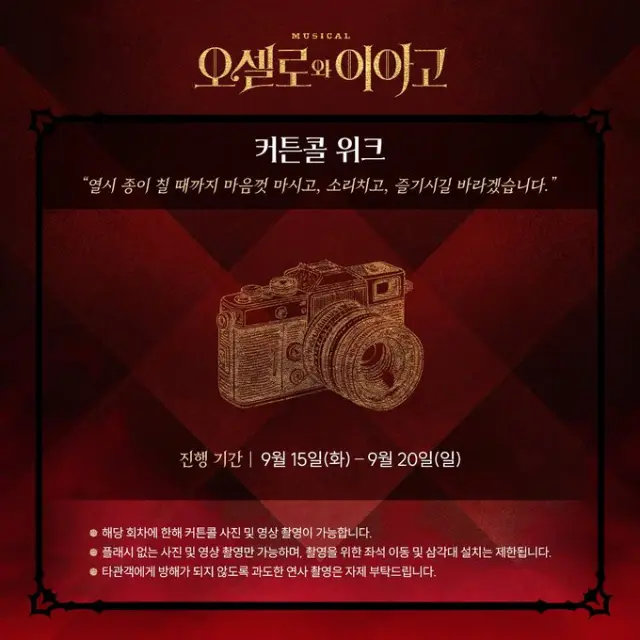 MUSICAL
오셀로와 이아고
커튼콜 위크
“열시 종이 칠 때까지 마음껏 마시고, 소리치고, 즐기시길 바라겠습니다.”
진행 기간 | 9월 15일(화) – 9월 20일(일)
해당 회차에 한해 커튼콜 사진 및 영상 촬영이 가능합니다.
플래시 없는 사진 및 영상 촬영만 가능하며, 촬영을 위한 좌석 이동 및 삼각대 설치는 제한됩니다.
타관객에게 방해가 되지 않도록 과도한 연사 촬영은 자제 부탁드립니다.